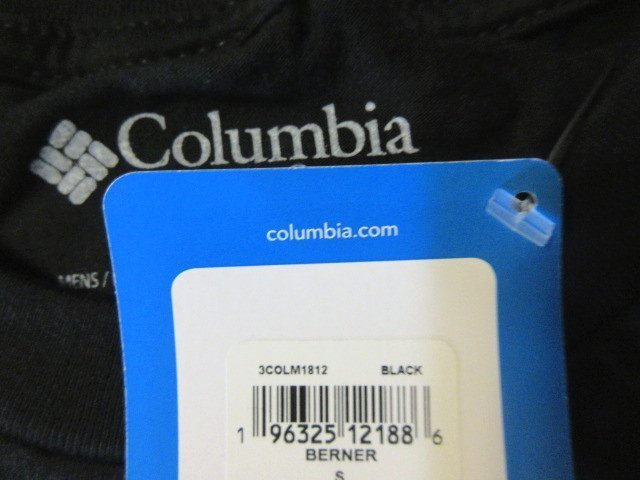 Columbia
MENS /
columbia.com
3COLM1812 BLACK
1 96325 12188 6
BERNER
S